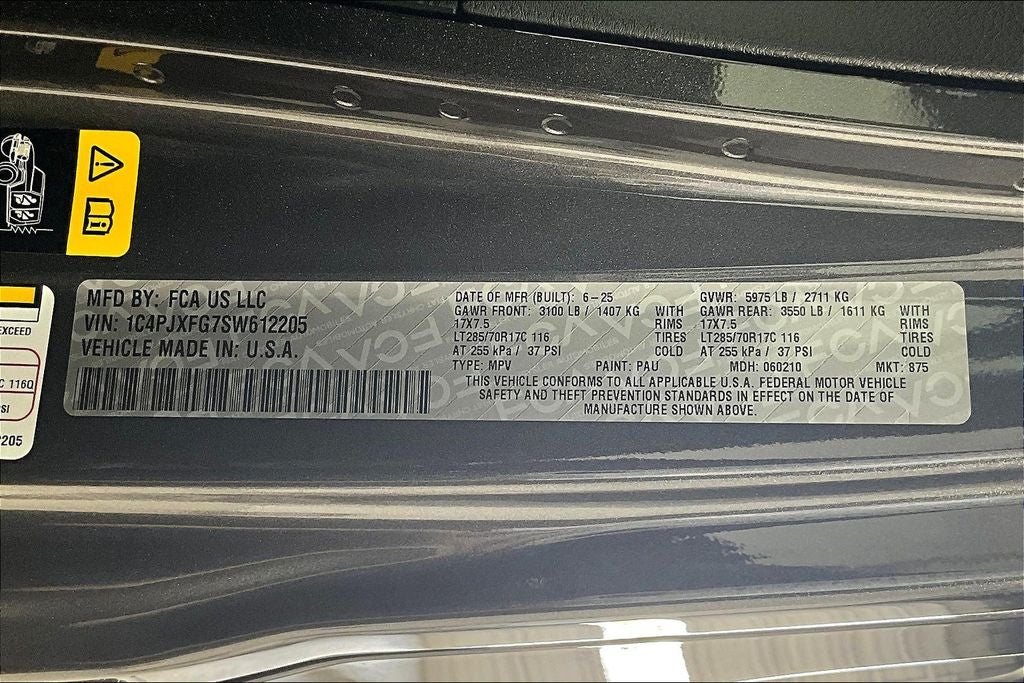 MFD BY: FCA US LLC
VIN: 1C4PJXFG7SW612205
VEHICLE MADE IN: U.S.A.
DATE OF MFR (BUILT): 6-25
GAWR FRONT: 3100 LB / 1407 KG WITH
17X7.5 RIMS
LT285/70R17C 116 TIRES
AT 255 kPa / 37 PSI COLD
GVWR: 5975 LB / 2711 KG
GAWR REAR: 3550 LB / 1611 KG WITH
17X7.5 RIMS
LT285/70R17C 116 TIRES
AT 255 kPa / 37 PSI COLD
TYPE: MPV PAINT: PAU MDH: 060210 MKT: 875
THIS VEHICLE CONFORMS TO ALL APPLICABLE U.S.A. FEDERAL MOTOR VEHICLE
SAFETY AND THEFT PREVENTION STANDARDS IN EFFECT ON THE DATE OF
MANUFACTURE SHOWN ABOVE.
EXCEED
C 116Q
PSI
2205